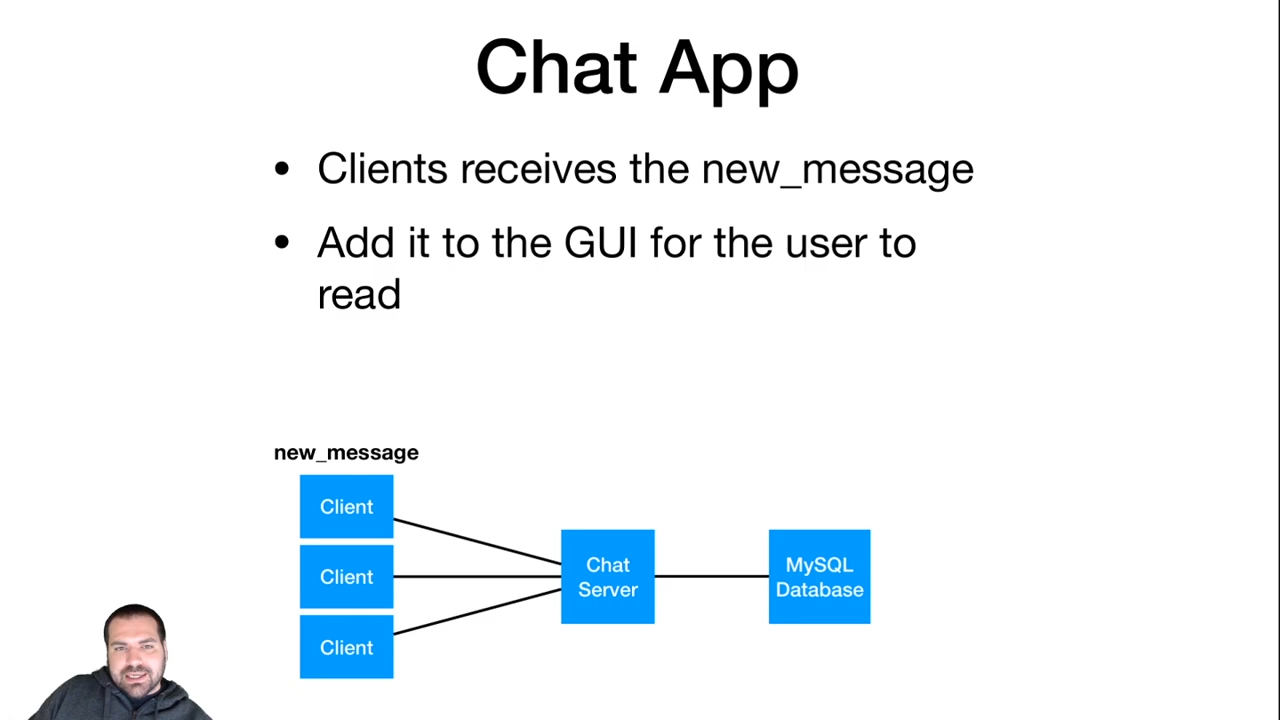 Chat App
• Clients receives the new_message
• Add it to the GUI for the user to
read
new_message
Client
Client
Client
Chat
Server
MySQL
Database